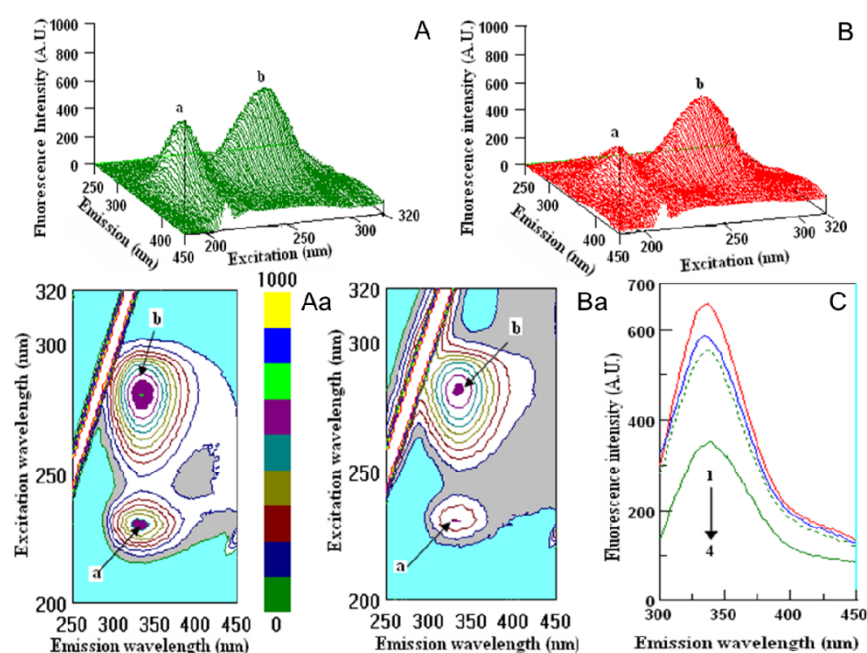 A
Fluorescence Intensity (A.U.)
1000
800
600
400
200
0
a
b
250
300
400
450
Emission (nm)
200
250
300
320
Excitation (nm)
B
Fluorescence intensity (A.U.)
1000
800
600
400
200
0
a
b
250
300
400
450
Emission (nm)
200
250
300
320
Excitation (nm)
Aa
Excitation wavelength (nm)
320
300
250
200
b
a
250 300 350 400 450
Emission wavelength (nm)
1000
0
Ba
Excitation wavelength (nm)
320
300
250
200
b
a
250 300 350 400 450
Emission wavelength (nm)
C
Fluorescence intensity (A.U.)
700
600
500
300
200
100
0
1
4
300 350 400 450
Emission wavelength (nm)